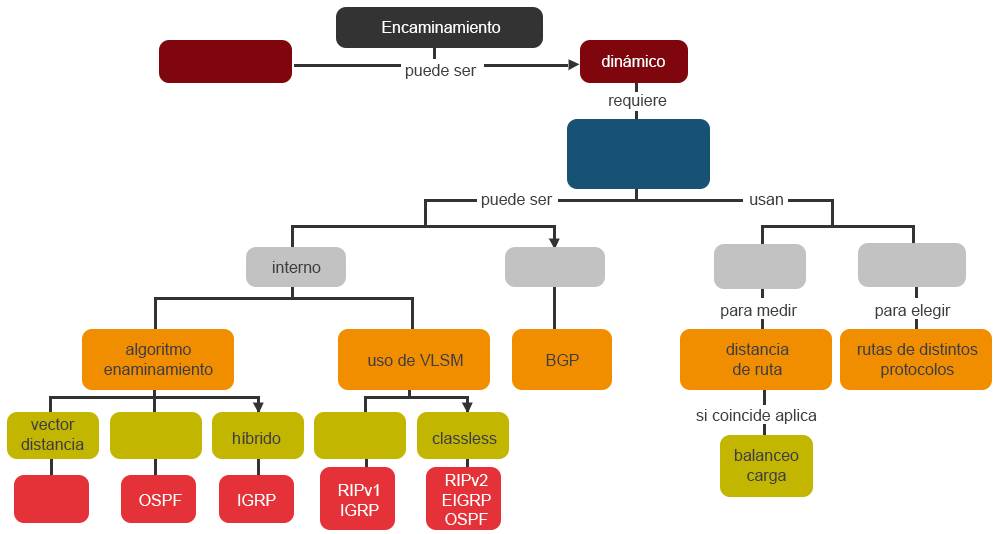 Encaminamiento
dinámico
puede ser
requiere
puede ser
usan
interno
para medir
para elegir
algoritmo
enaminamiento
uso de VLSM
BGP
distancia
de ruta
rutas de distintos
protocolos
si coincide aplica
vector
distancia
híbrido
classless
balanceo
carga
OSPF
IGRP
RIPv1
IGRP
RIPv2
EIGRP
OSPF